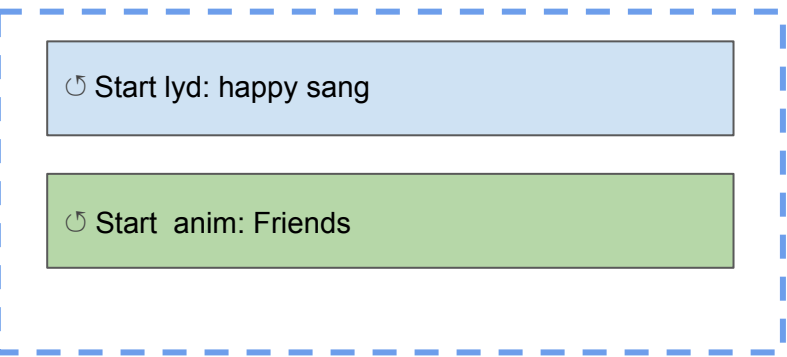 ↺ Start lyd: happy sang
↺ Start  anim: Friends